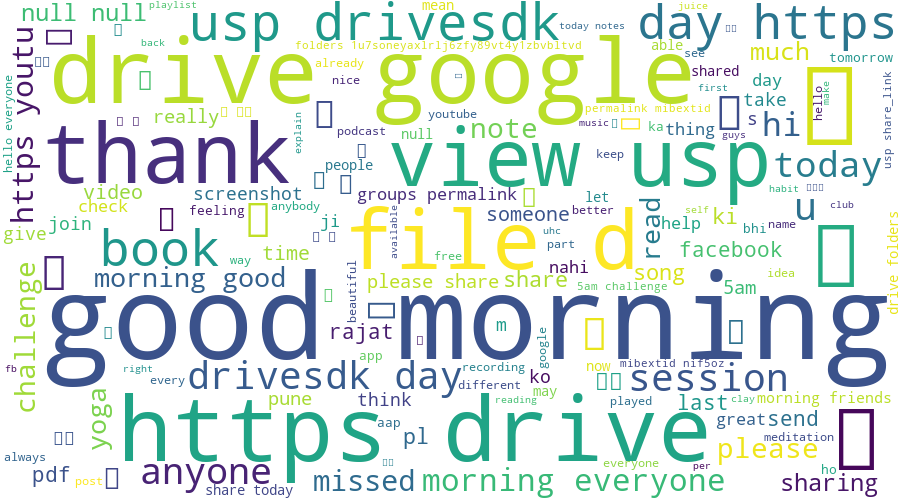 null null
usp drivesdk
playlist
mean
today notes
juice
day https
back
drive google
folders 1u7soneyax1rlj6zfy89vt4ylzbvbltvd
able
see
much
tomorrow
already
shared
nice
first
day
https youtu
hello everyone
really
explain
permalink mibextid
take
hello
make
usp share_link
thank
podcast
youtube
note
music
ka
thing
s
hi
guys
null
view usp
people
keep
today
video
screenshot
groups permalink
let
habit
check
feeling
anybody
someone
better
self
u
club
join
ji
available
uhc
read
help
ki
bhi
name
give
book
way
time
file d
part
free
nahi
facebook
song
idea
drive folders
morning good
beautiful
please share
share
5am challenge
5am
challenge
good morning
rajat
m
google
app
now
mibextid nif5oz
fb
right
every
drivesdk day
recording
different
ko
may
session
yoga
pune
think
reading
played
last
clay
morning friends
https drive
aap
pl
great
send
always
meditation
please
everyone
per
ho
pdf
post
anyone
share today
missed
morning everyone
sharing